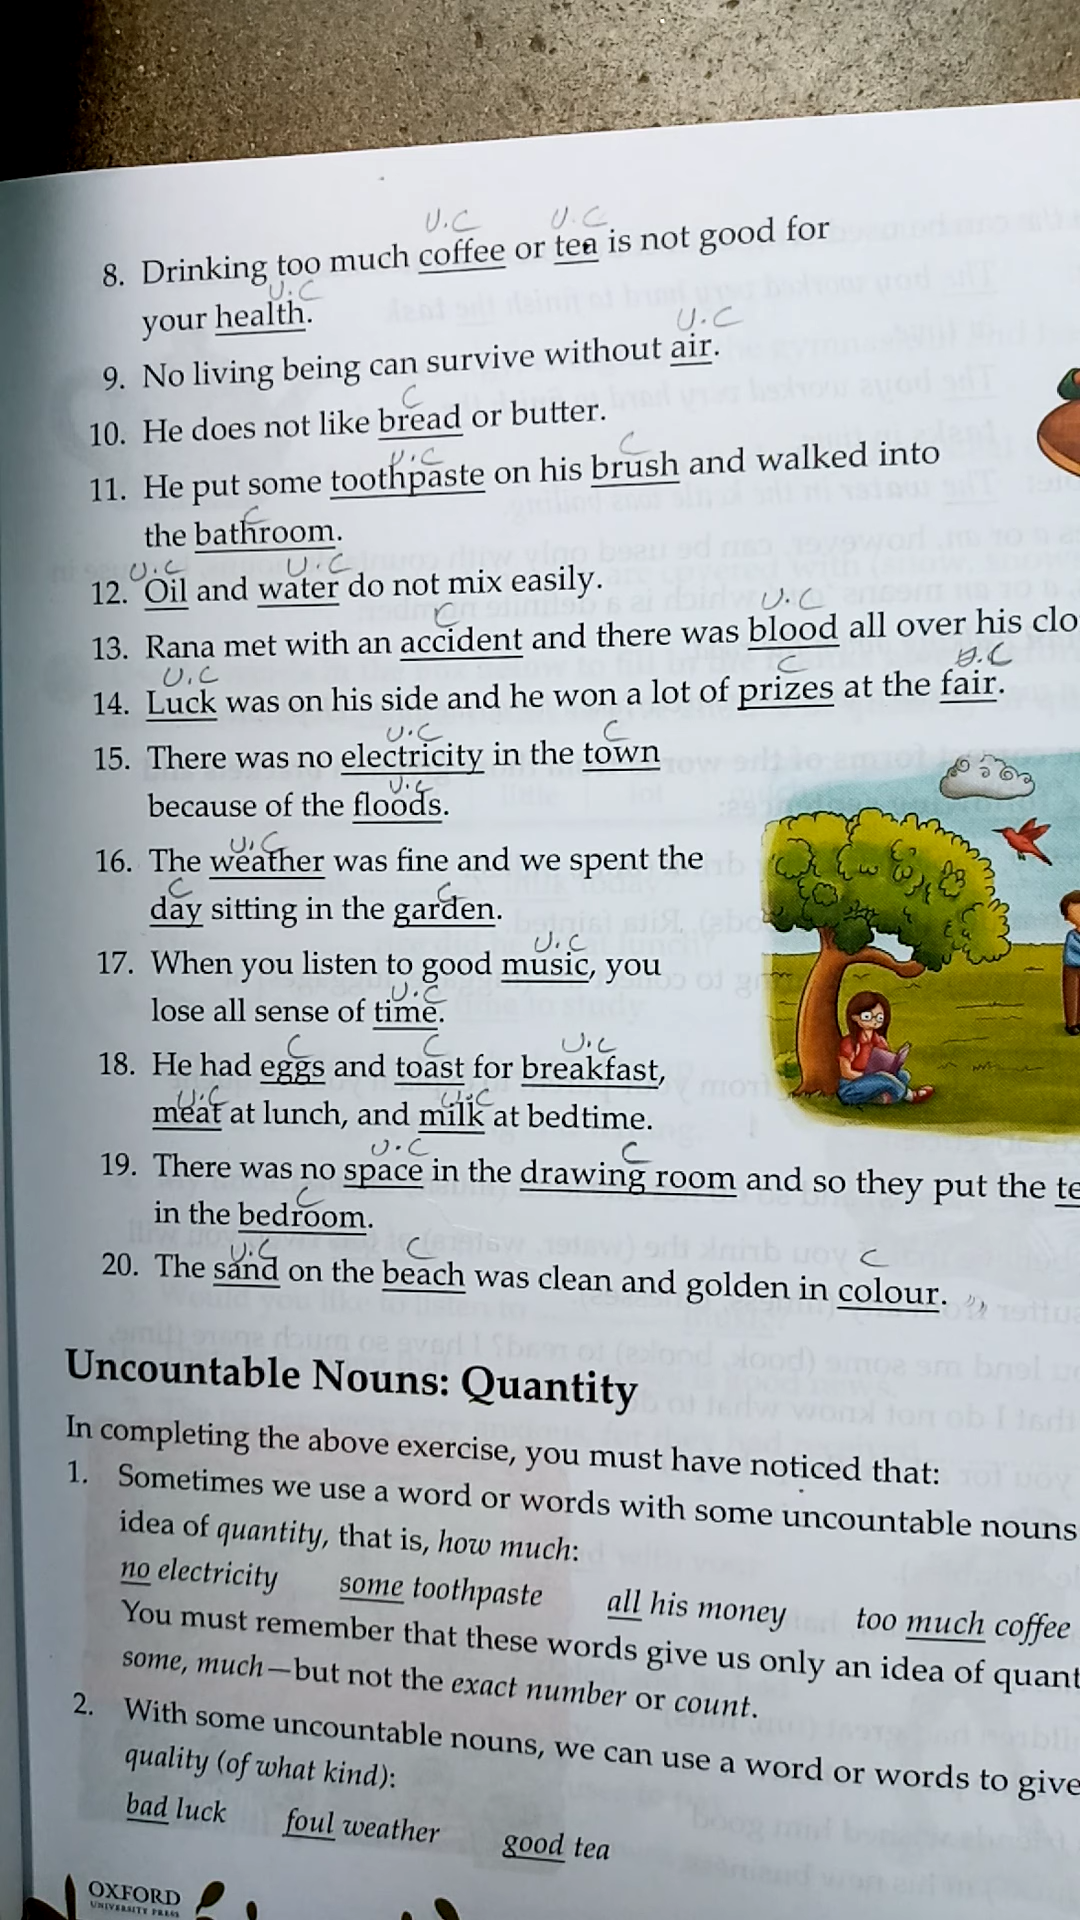 U.C U.C
8. Drinking too much coffee or tea is not good for
U.C
your health.
U.C
9. No living being can survive without air.
C
10. He does not like bread or butter.
U.C C
11. He put some toothpaste on his brush and walked into
C
the bathroom.
U.C U.C
12. Oil and water do not mix easily.
C U.C
13. Rana met with an accident and there was blood all over his clo
U.C C
14. Luck was on his side and he won a lot of prizes at the fair.
U.C C
15. There was no electricity in the town
U.C
because of the floods.
U.C
16. The weather was fine and we spent the
C C
day sitting in the garden.
U.C
17. When you listen to good music, you
U.C
lose all sense of time.
C C U.C
18. He had eggs and toast for breakfast,
U.C U.C
meat at lunch, and milk at bedtime.
U.C C
19. There was no space in the drawing room and so they put the te
C
in the bedroom.
U.C C C
20. The sand on the beach was clean and golden in colour.
Uncountable Nouns: Quantity
In completing the above exercise, you must have noticed that:
1. Sometimes we use a word or words with some uncountable nouns
idea of quantity, that is, how much:
no electricity some toothpaste all his money too much coffee
You must remember that these words give us only an idea of quant
some, much—but not the exact number or count.
2. With some uncountable nouns, we can use a word or words to give
quality (of what kind):
bad luck foul weather good tea
OXFORD
UNIVERSITY PRESS